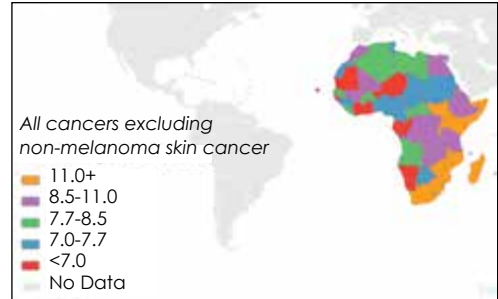 All cancers excluding
non-melanoma skin cancer
11.0+
8.5-11.0
7.7-8.5
7.0-7.7
<7.0
No Data